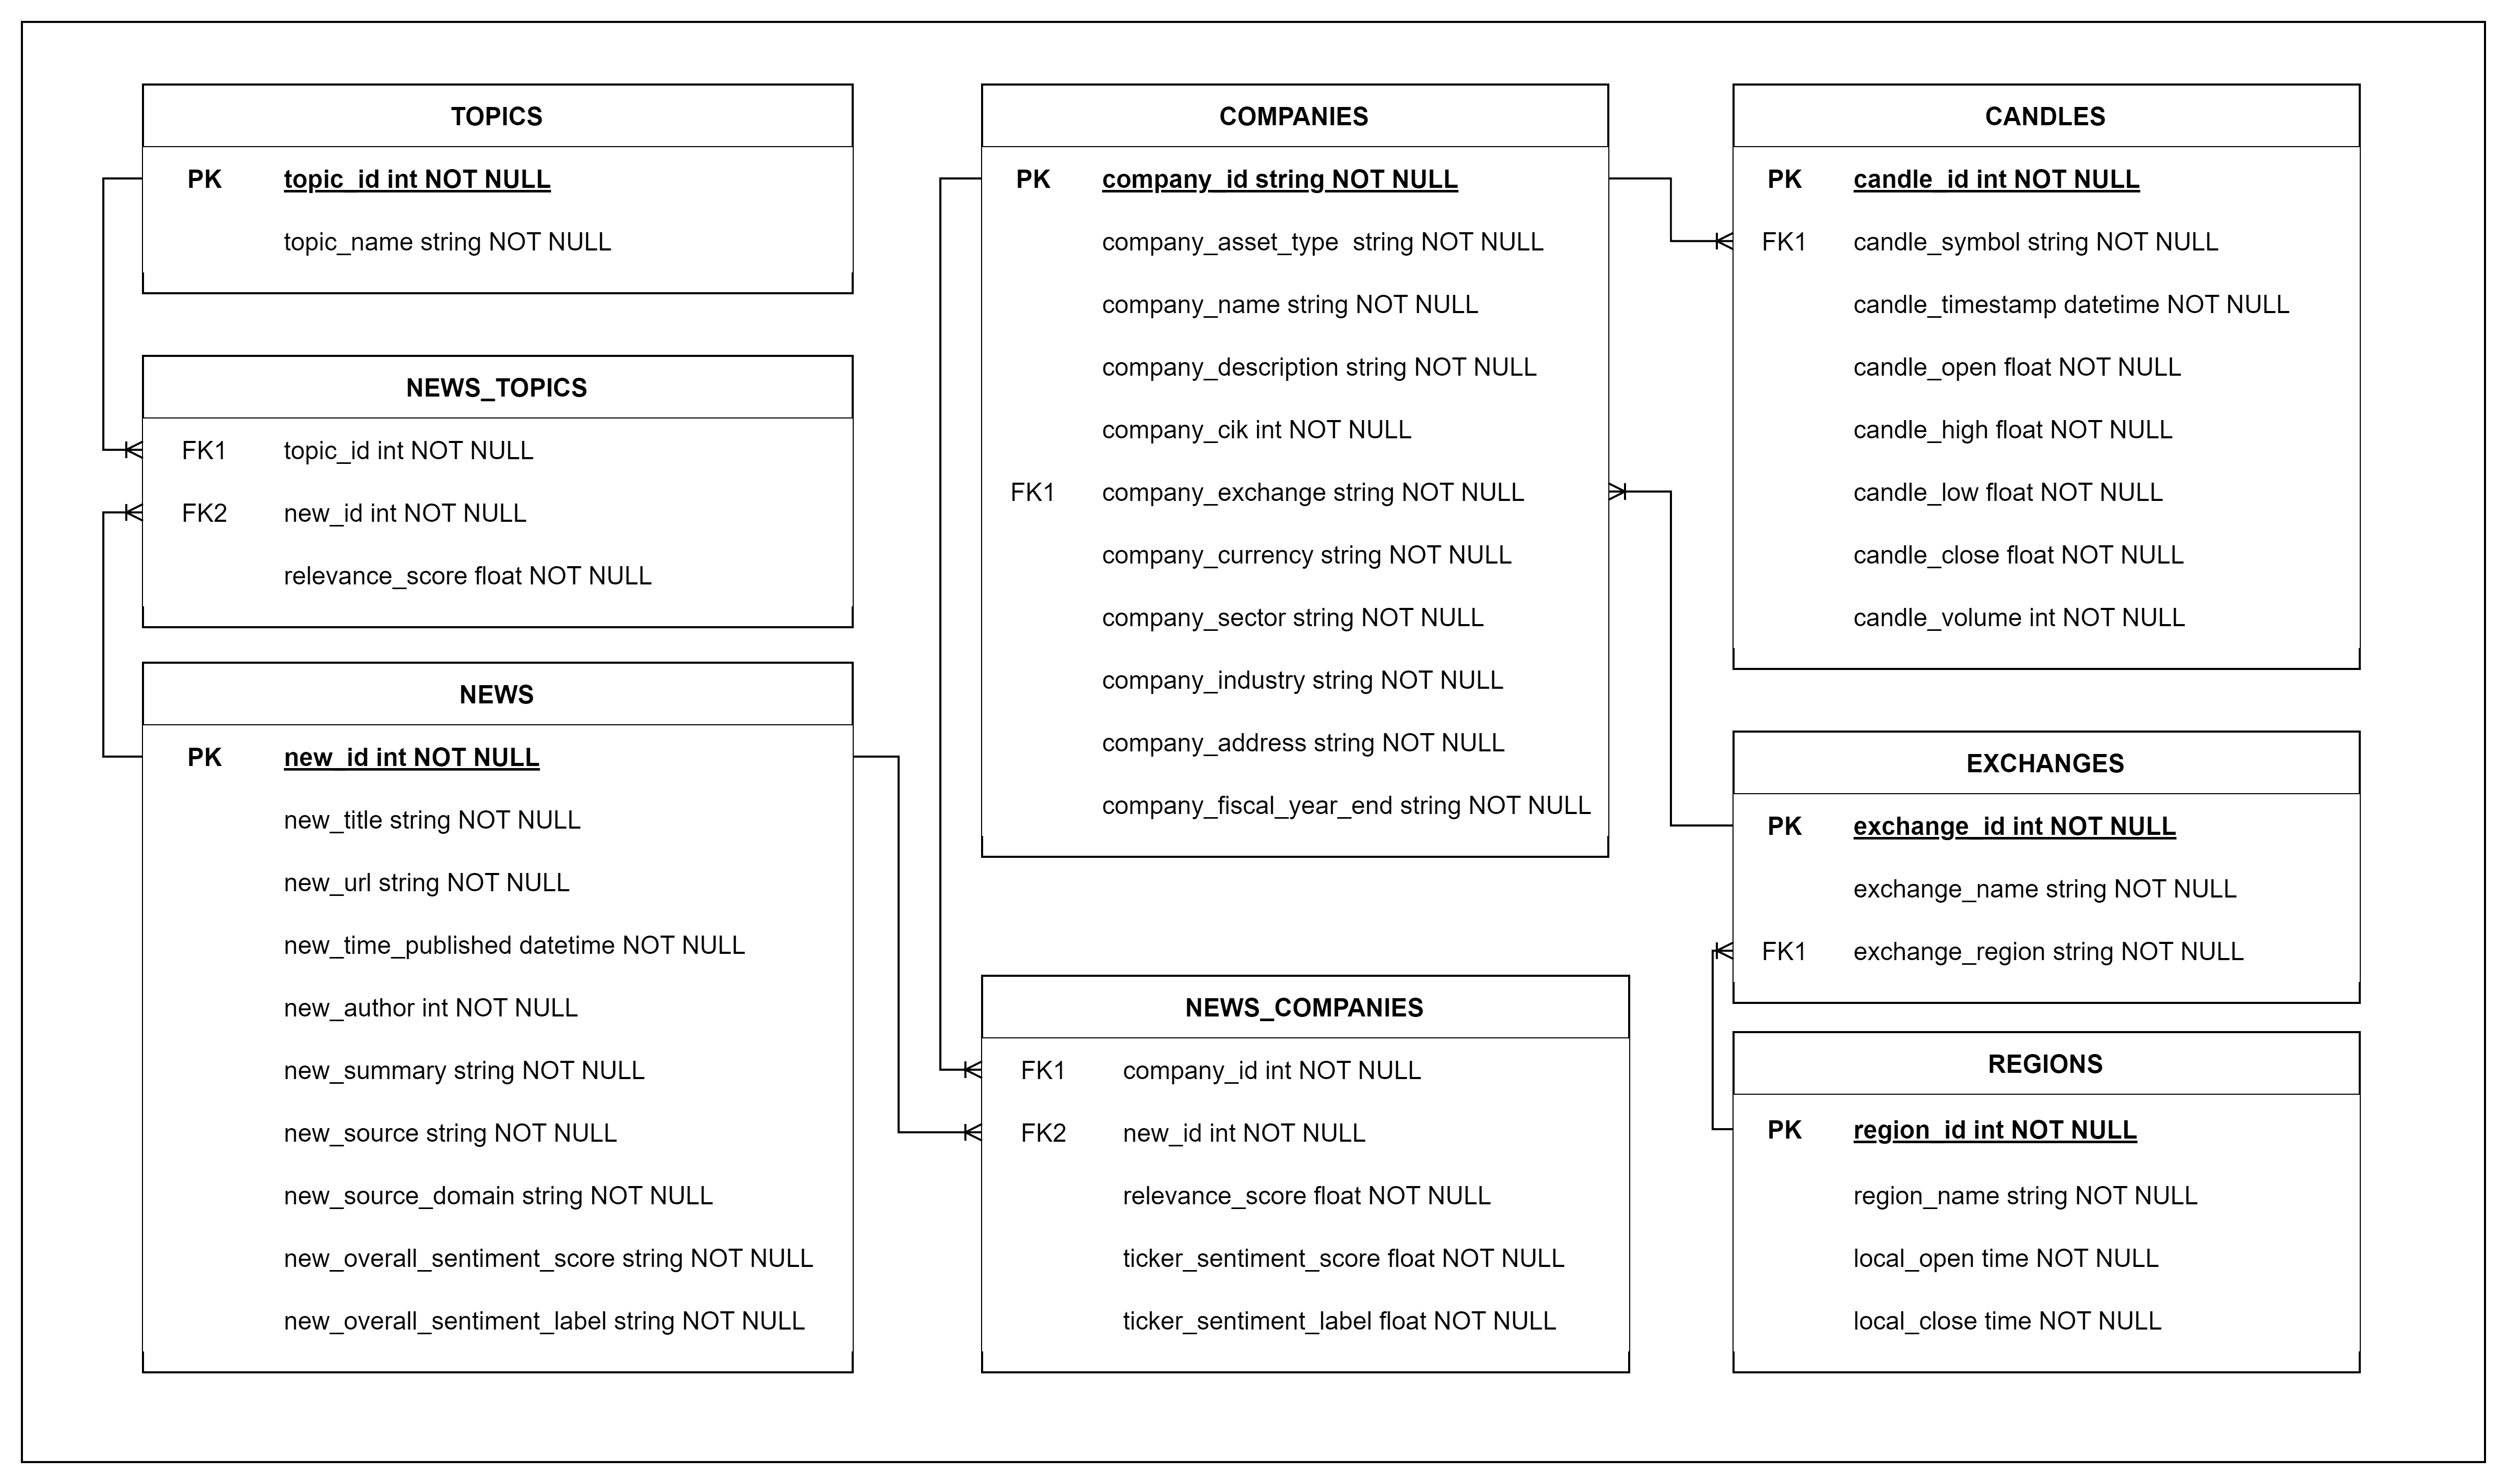 TOPICS
PK topic_id int NOT NULL
topic_name string NOT NULL
NEWS_TOPICS
FK1 topic_id int NOT NULL
FK2 new_id int NOT NULL
relevance_score float NOT NULL
NEWS
PK new_id int NOT NULL
new_title string NOT NULL
new_url string NOT NULL
new_time_published datetime NOT NULL
new_author int NOT NULL
new_summary string NOT NULL
new_source string NOT NULL
new_source_domain string NOT NULL
new_overall_sentiment_score string NOT NULL
new_overall_sentiment_label string NOT NULL
COMPANIES
PK company_id string NOT NULL
company_asset_type  string NOT NULL
company_name string NOT NULL
company_description string NOT NULL
company_cik int NOT NULL
FK1 company_exchange string NOT NULL
company_currency string NOT NULL
company_sector string NOT NULL
company_industry string NOT NULL
company_address string NOT NULL
company_fiscal_year_end string NOT NULL
NEWS_COMPANIES
FK1 company_id int NOT NULL
FK2 new_id int NOT NULL
relevance_score float NOT NULL
ticker_sentiment_score float NOT NULL
ticker_sentiment_label float NOT NULL
CANDLES
PK candle_id int NOT NULL
FK1 candle_symbol string NOT NULL
candle_timestamp datetime NOT NULL
candle_open float NOT NULL
candle_high float NOT NULL
candle_low float NOT NULL
candle_close float NOT NULL
candle_volume int NOT NULL
EXCHANGES
PK exchange_id int NOT NULL
exchange_name string NOT NULL
FK1 exchange_region string NOT NULL
REGIONS
PK region_id int NOT NULL
region_name string NOT NULL
local_open time NOT NULL
local_close time NOT NULL